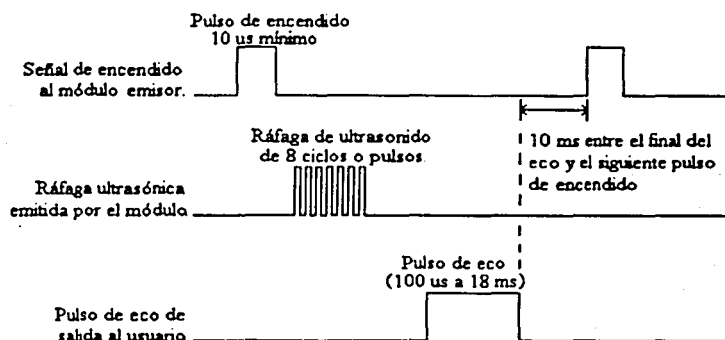 Pulso de encendido
10 us mínimo
Señal de encendido
al módulo emisor.
Ráfaga de ultrasonido
de 8 ciclos o pulsos
10 ms entre el final del
eco y el siguiente pulso
de encendido
Ráfaga ultrasónica
emitida por el módulo
Pulso de eco
(100 us a 18 ms)
Pulso de eco de
salida al usuario